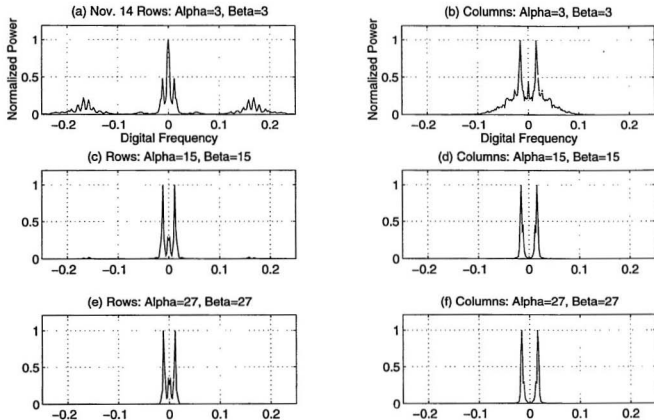 (a) Nov. 14 Rows: Alpha=3, Beta=3
Normalized Power
1
0.5
0
-0.2 -0.1 0 0.1 0.2
Digital Frequency
(b) Columns: Alpha=3, Beta=3
Normalized Power
1
0.5
0
-0.2 -0.1 0 0.1 0.2
Digital Frequency
(c) Rows: Alpha=15, Beta=15
1
0.5
0
-0.2 -0.1 0 0.1 0.2
(d) Columns: Alpha=15, Beta=15
1
0.5
0
-0.2 -0.1 0 0.1 0.2
(e) Rows: Alpha=27, Beta=27
1
0.5
0
-0.2 -0.1 0 0.1 0.2
(f) Columns: Alpha=27, Beta=27
1
0.5
0
-0.2 -0.1 0 0.1 0.2